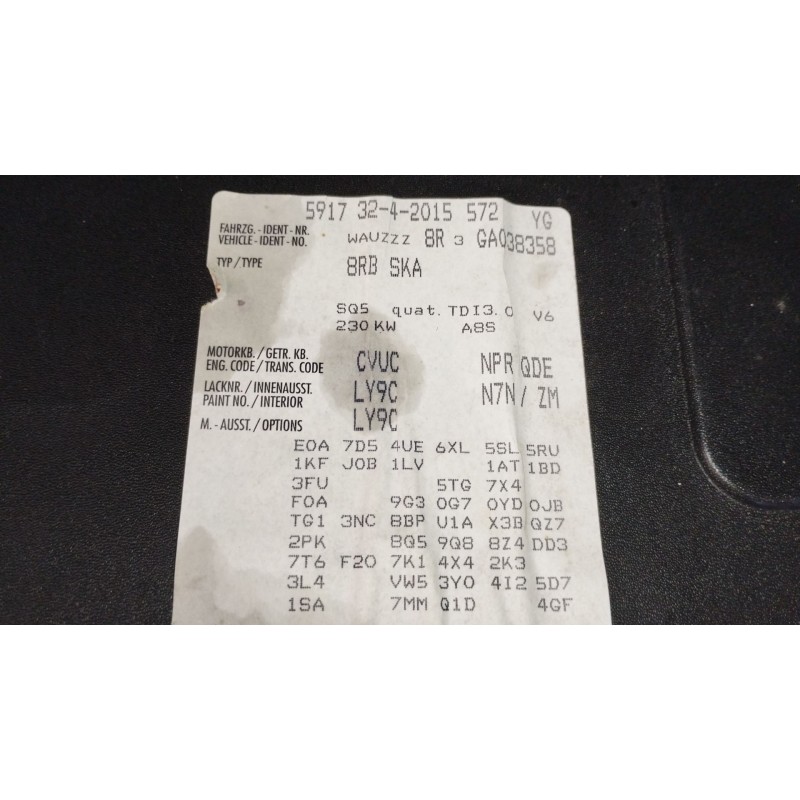 5917 32-4-2015 572 YG
FAHRZG. - IDENT - NR.
VEHICLE - IDENT - NO. WAUZZZ 8R 3 GA038358
TYP / TYPE 8RB SKA
SQ5 quat. TDI3.0 V6
230 KW A8S
MOTORKB. / GETR. KB.
ENG. CODE / TRANS. CODE CVUC NPR QDE
LACKNR. / INNENAUSST.
PAINT NO. / INTERIOR LY9C N7N / ZM
LY9C
M. - AUSST. / OPTIONS
E0A 7D5 4UE 6XL 5SL 5RU
1KF J0B 1LV 1AT 1BD
3FU 5TG 7X4
F0A 9G3 0G7 0YD 0JB
TG1 3NC 8BP U1A X3B QZ7
2PK 8Q5 9Q8 8Z4 DD3
7T6 F20 7K1 4X4 2K3
3L4 VW5 3Y0 4I2 5D7
1SA 7MM Q1D 4GF